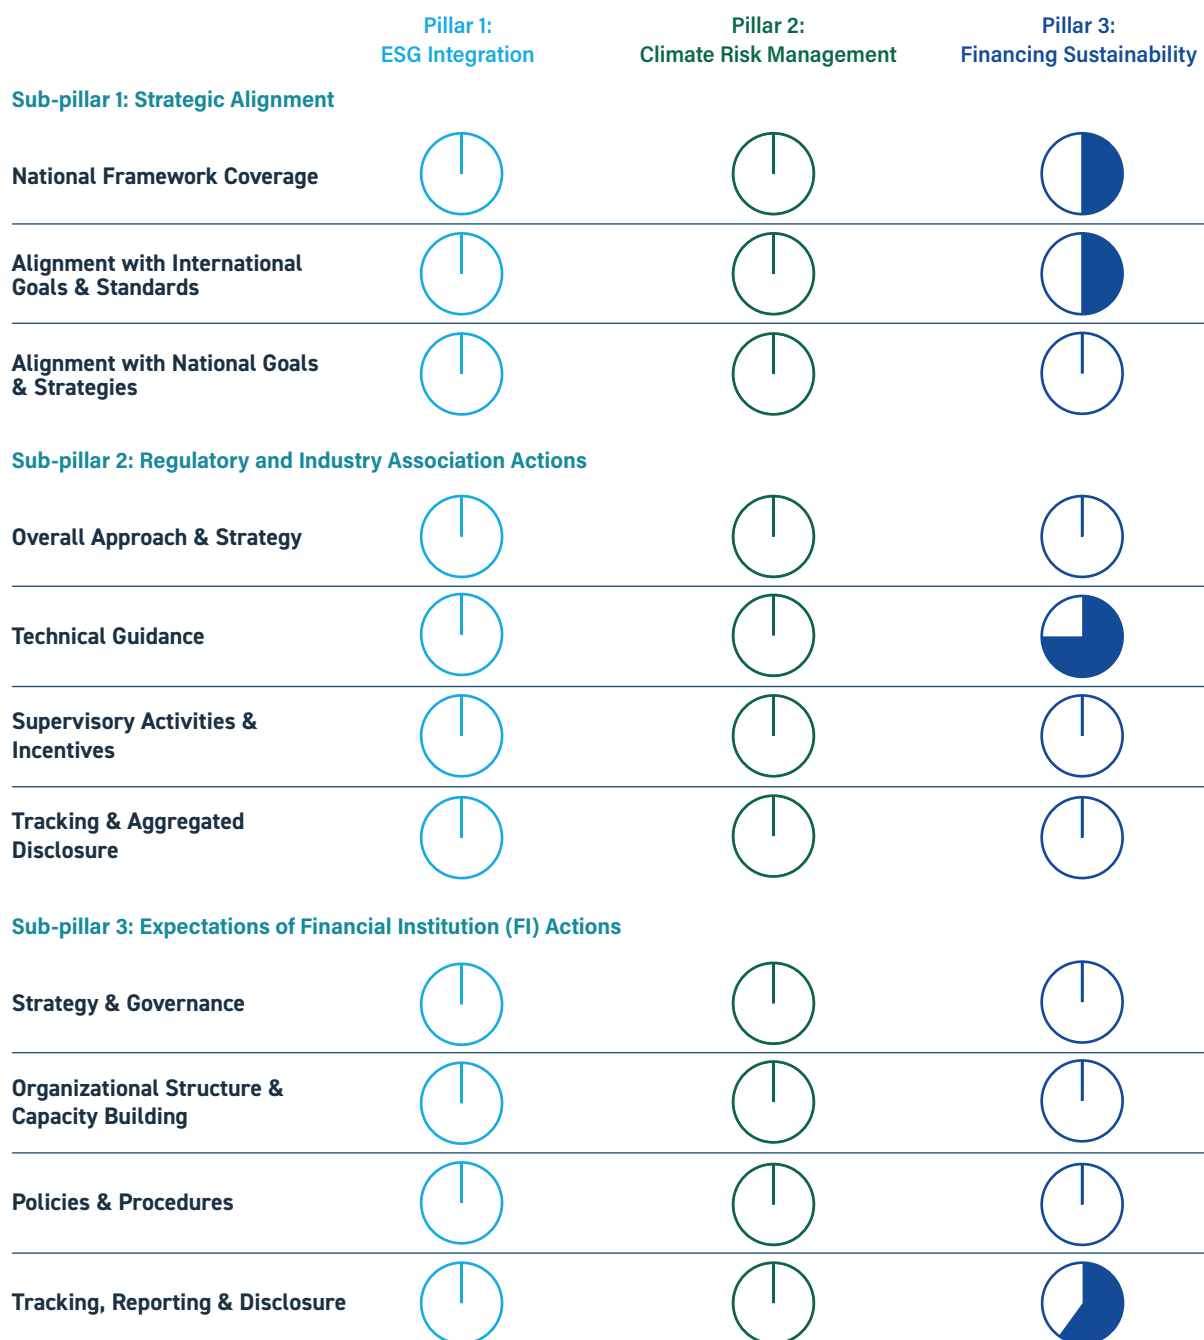 Pillar 1:
ESG Integration
Pillar 2:
Climate Risk Management
Pillar 3:
Financing Sustainability
Sub-pillar 1: Strategic Alignment
National Framework Coverage
Alignment with International
Goals & Standards
Alignment with National Goals
& Strategies
Sub-pillar 2: Regulatory and Industry Association Actions
Overall Approach & Strategy
Technical Guidance
Supervisory Activities &
Incentives
Tracking & Aggregated
Disclosure
Sub-pillar 3: Expectations of Financial Institution (FI) Actions
Strategy & Governance
Organizational Structure &
Capacity Building
Policies & Procedures
Tracking, Reporting & Disclosure